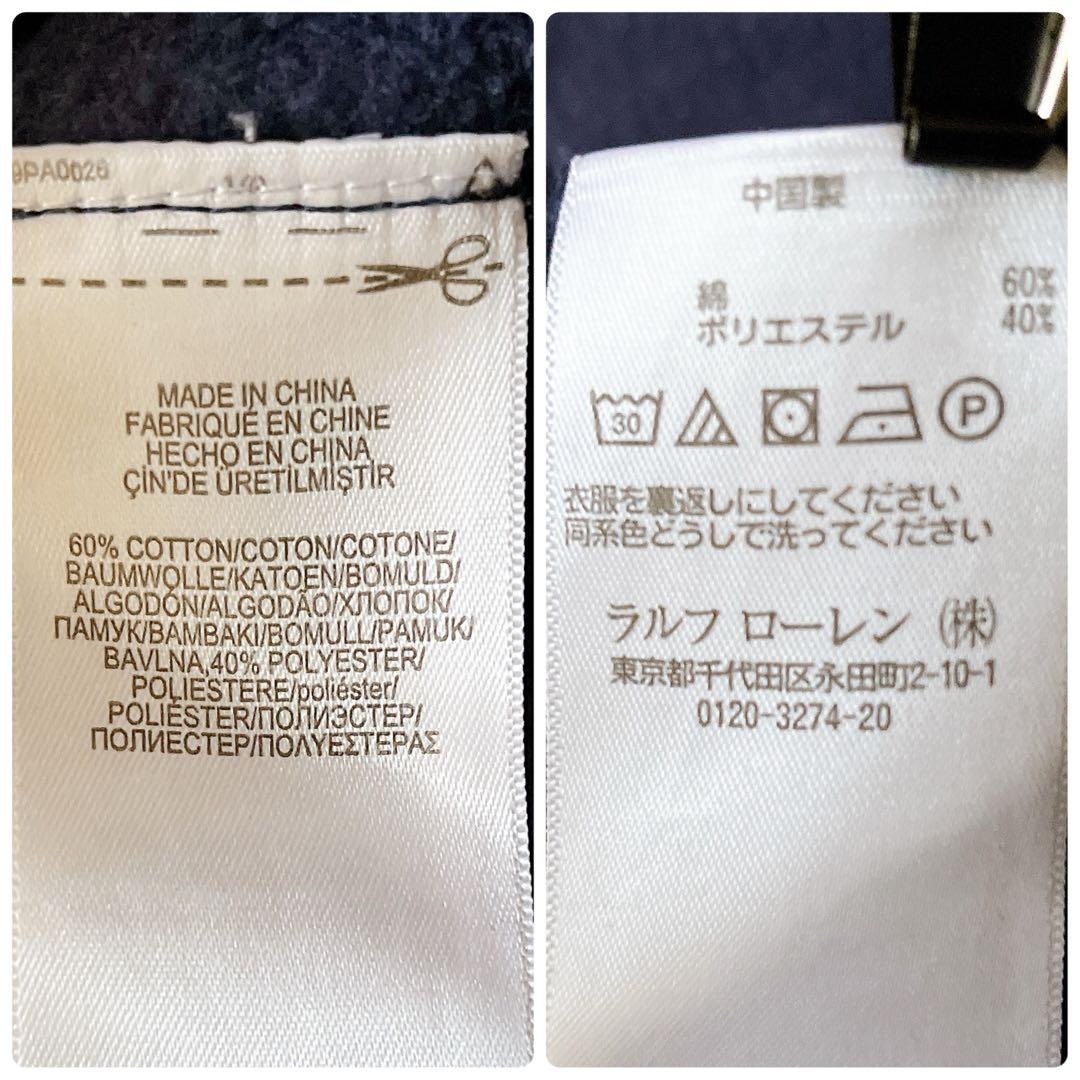 9PA0026
MADE IN CHINA
FABRIQUÉ EN CHINE
HECHO EN CHINA
ÇİN'DE ÜRETİLMİŞTİR
60% COTTON/COTON/COTONE/
BAUMWOLLE/KATOEN/BOMULD/
ALGODÓN/ALGODÃO/ХЛОПОК/
ПАМУК/ΒΑΜΒΑΚΙ/BOMULL/PAMUK/
BAVLNA,40% POLYESTER/
POLIESTERE/poliéster/
POLIÉSTER/ПОЛИЭСТЕР/
ПОЛИЕСТЕР/ΠΟΛΥΕΣΤΕΡΑΣ
中国製
綿 60%
ポリエステル 40%
30 P
衣服を裏返しにしてください
同系色どうしで洗ってください
ラルフ ローレン (株)
東京都千代田区永田町2-10-1
0120-3274-20